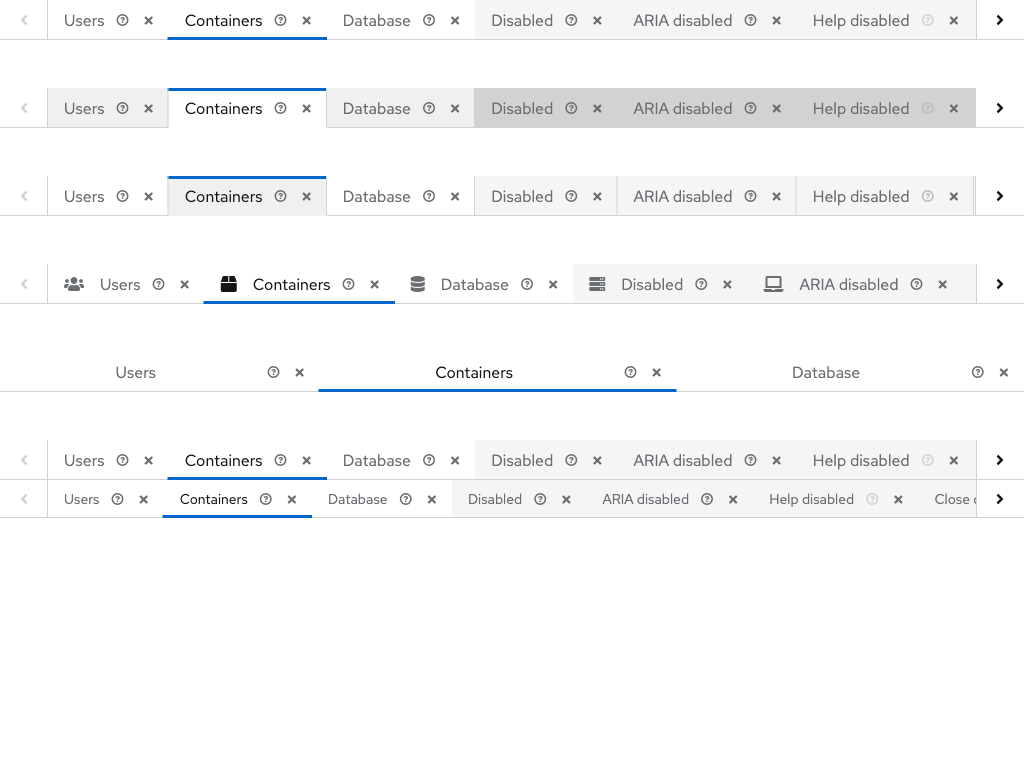 Users Containers Database Disabled ARIA disabled Help disabled
Users Containers Database Disabled ARIA disabled Help disabled
Users Containers Database Disabled ARIA disabled Help disabled
Users Containers Database Disabled ARIA disabled
Users Containers Database
Users Containers Database Disabled ARIA disabled Help disabled
Users Containers Database Disabled ARIA disabled Help disabled Close